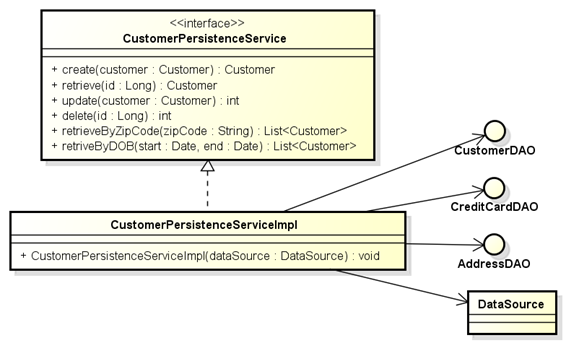 <<interface>>
CustomerPersistenceService
+ create(customer : Customer) : Customer
+ retrieve(id : Long) : Customer
+ update(customer : Customer) : int
+ delete(id : Long) : int
+ retrieveByZipCode(zipCode : String) : List<Customer>
+ retriveByDOB(start : Date, end : Date) : List<Customer>
CustomerDAO
CreditCardDAO
CustomerPersistenceServiceImpl
+ CustomerPersistenceServiceImpl(dataSource : DataSource) : void
AddressDAO
DataSource